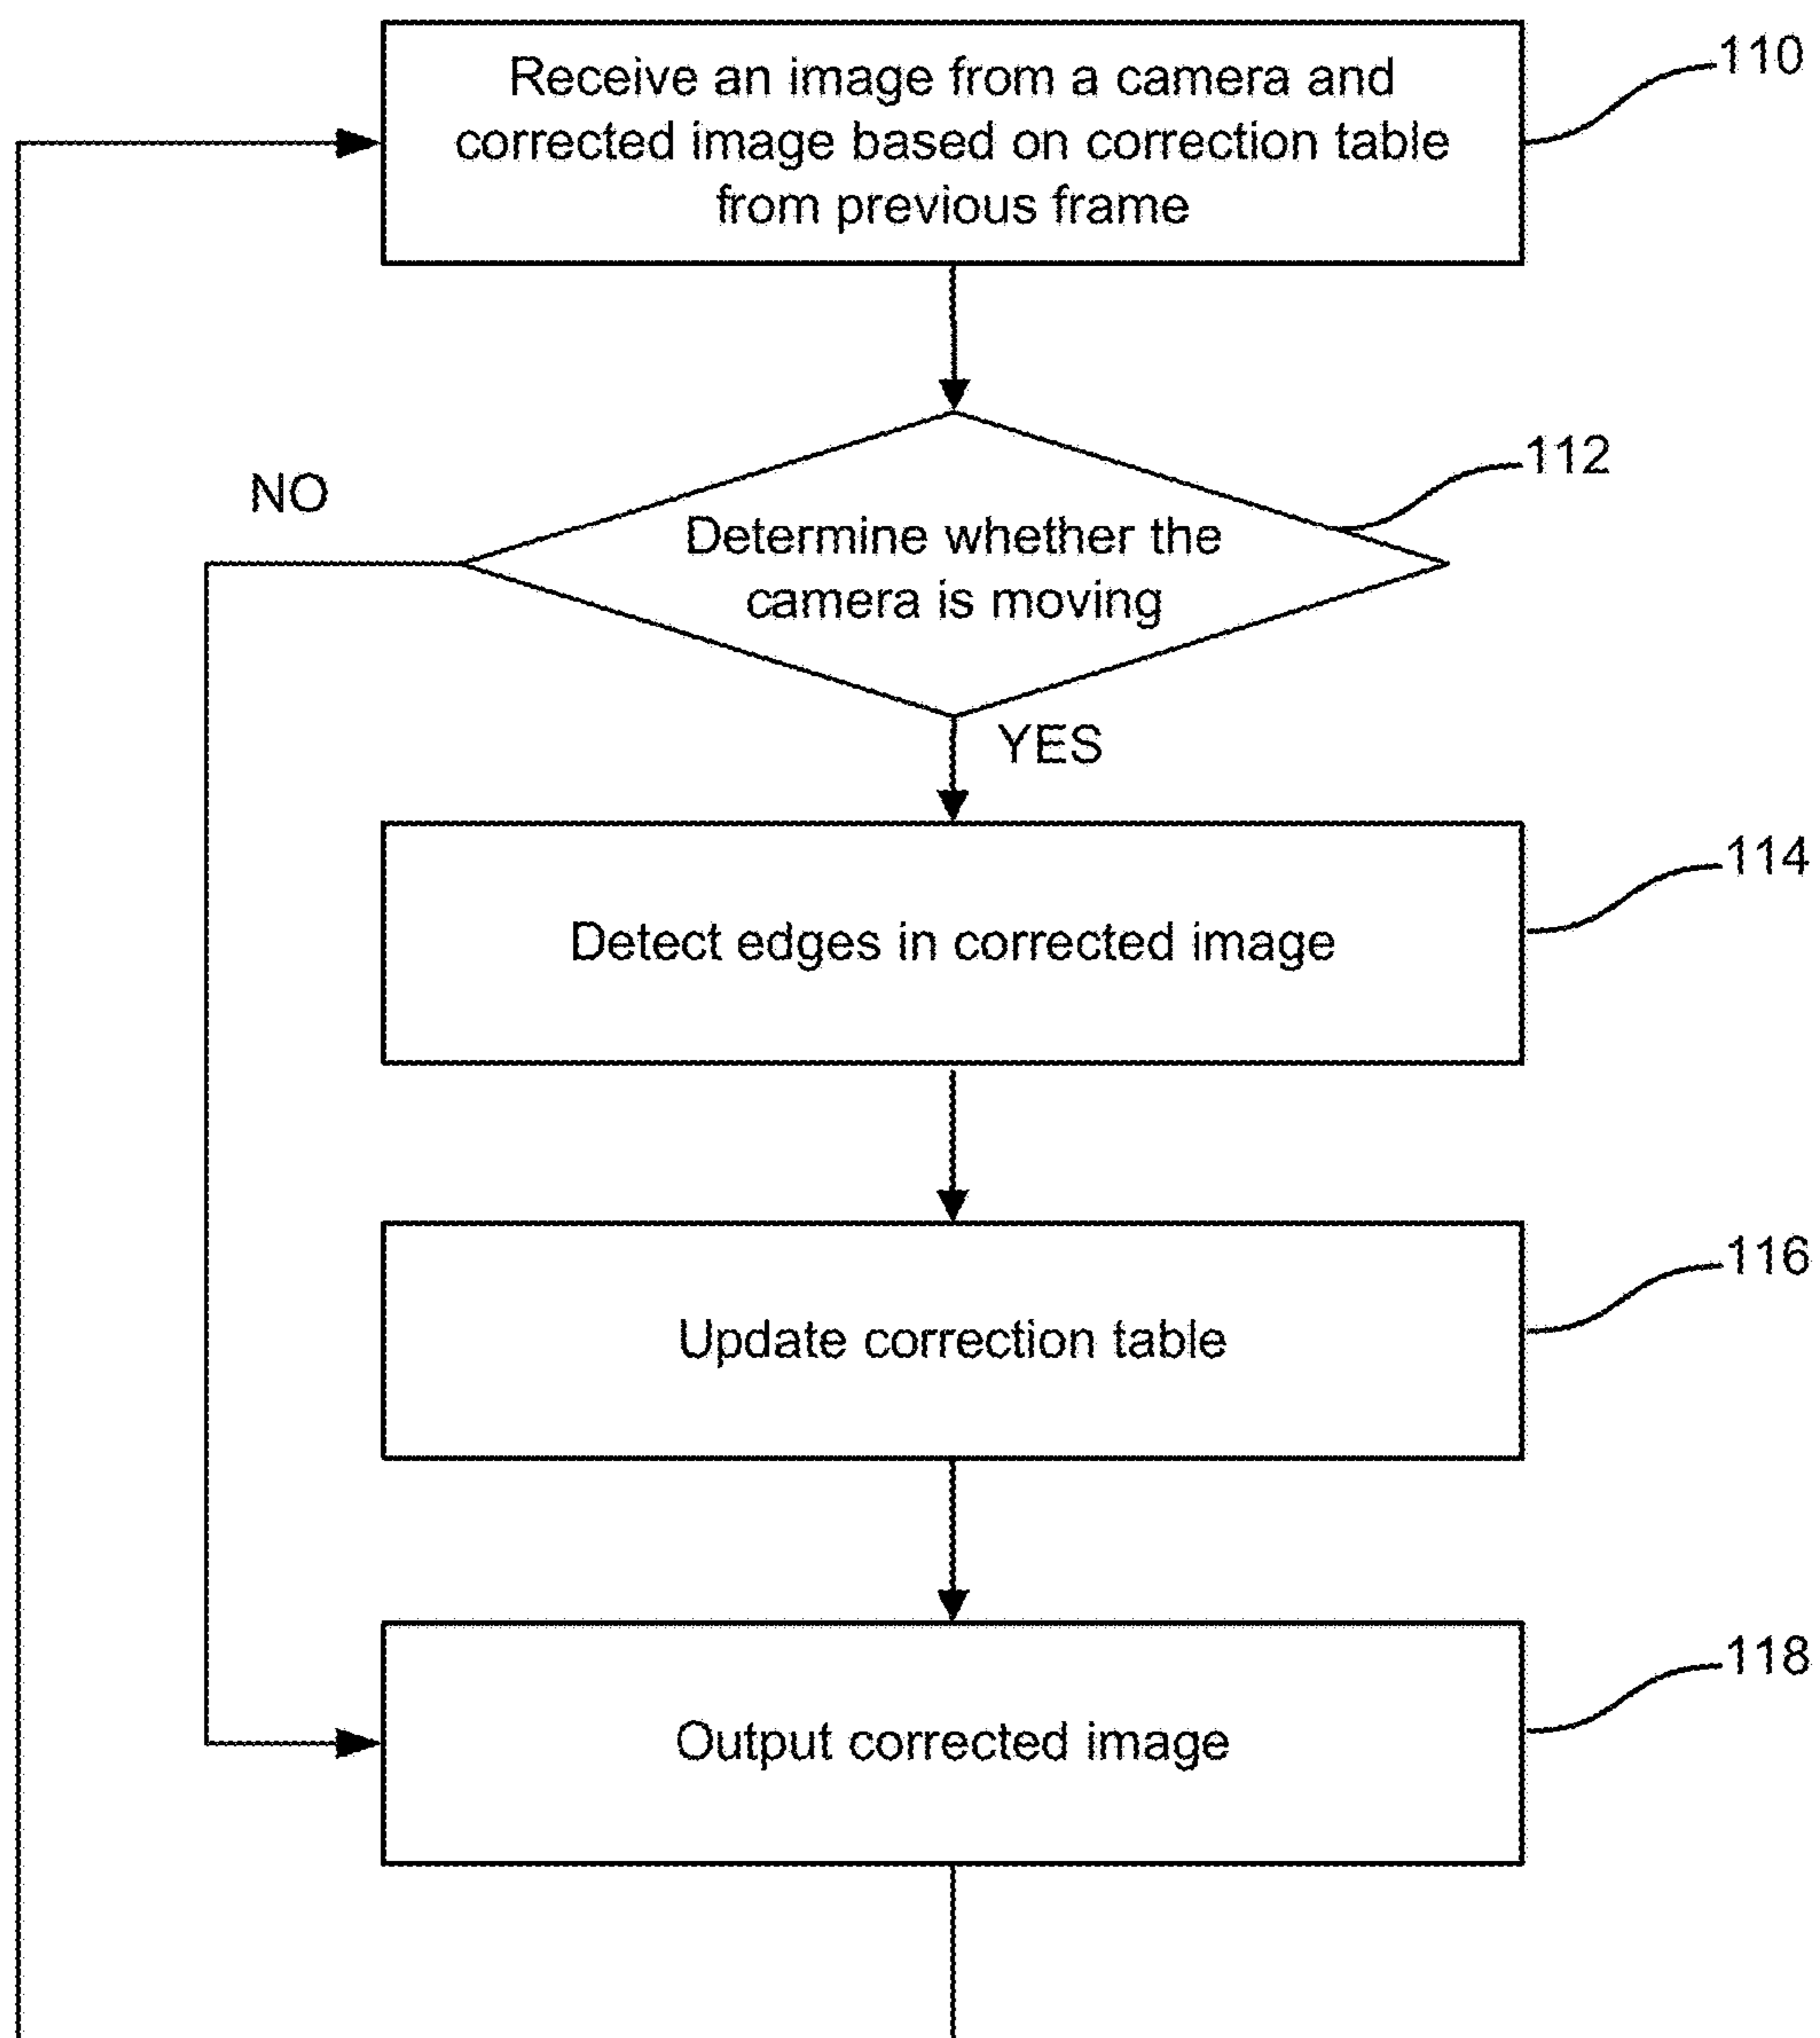 Receive an image from a camera and
corrected image based on correction table
from previous frame
110
Determine whether the
camera is moving
112
NO
YES
Detect edges in corrected image
114
Update correction table
116
Output corrected image
118